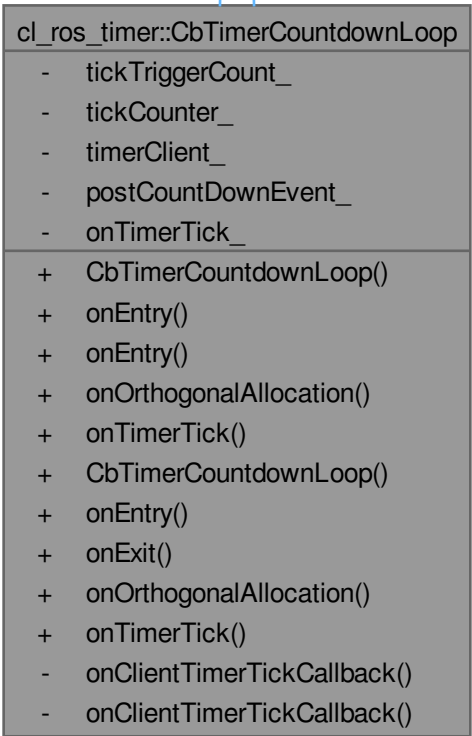 cl_ros_timer::CbTimerCountdownLoop
- tickTriggerCount_
- tickCounter_
- timerClient_
- postCountDownEvent_
- onTimerTick_
+ CbTimerCountdownLoop()
+ onEntry()
+ onEntry()
+ onOrthogonalAllocation()
+ onTimerTick()
+ CbTimerCountdownLoop()
+ onEntry()
+ onExit()
+ onOrthogonalAllocation()
+ onTimerTick()
- onClientTimerTickCallback()
- onClientTimerTickCallback()